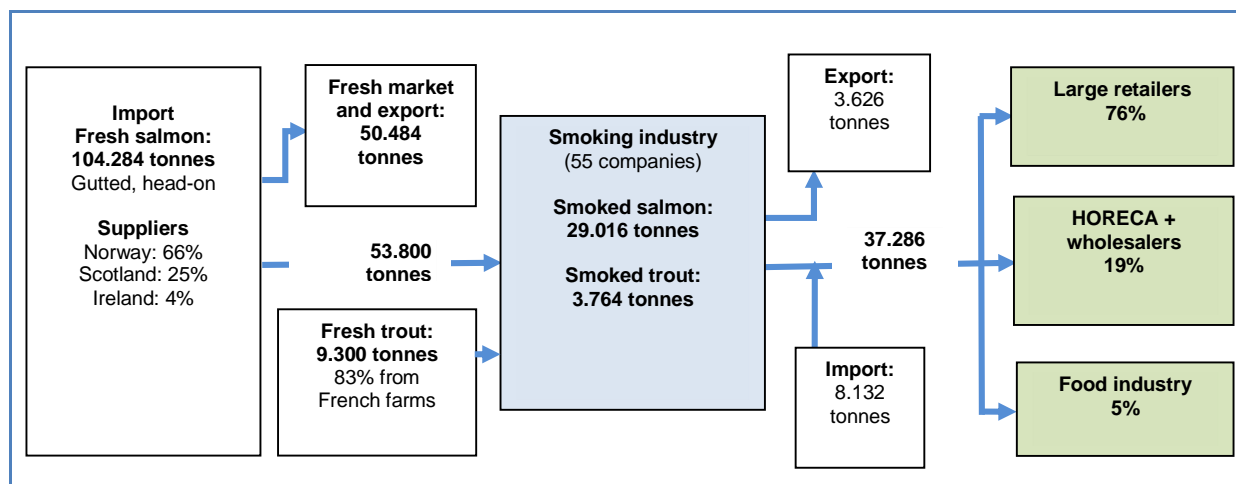 Import
Fresh salmon:
104.284 tonnes
Gutted, head-on
Suppliers
Norway: 66%
Scotland: 25%
Ireland: 4%
Fresh market
and export:
50.484
tonnes
53.800
tonnes
Fresh trout:
9.300 tonnes
83% from
French farms
Smoking industry
(55 companies)
Smoked salmon:
29.016 tonnes
Smoked trout:
3.764 tonnes
Export:
3.626
tonnes
37.286
tonnes
Import:
8.132
tonnes
Large retailers
76%
HORECA +
wholesalers
19%
Food industry
5%